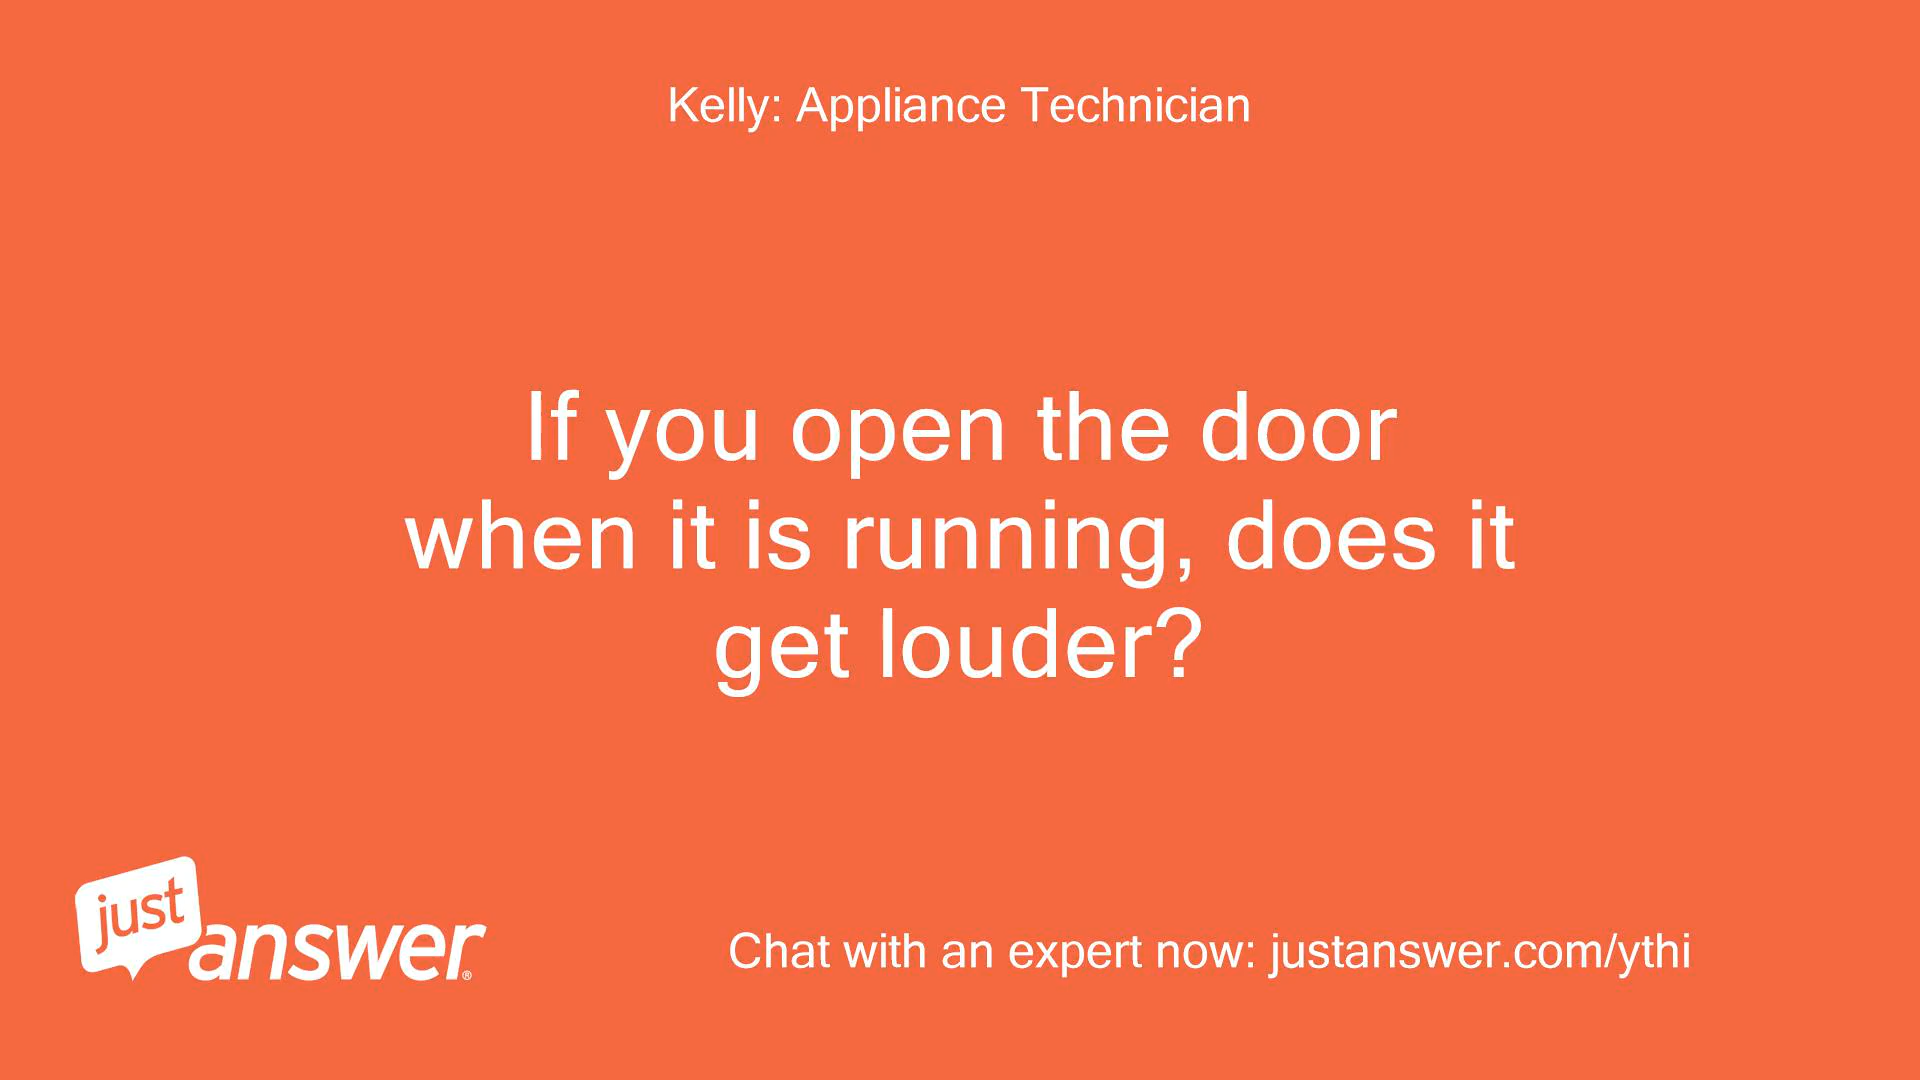 Kelly: Appliance Technician
If you open the door
when it is running, does it
get louder?
just
answer®
Chat with an expert now: justanswer.com/ythi